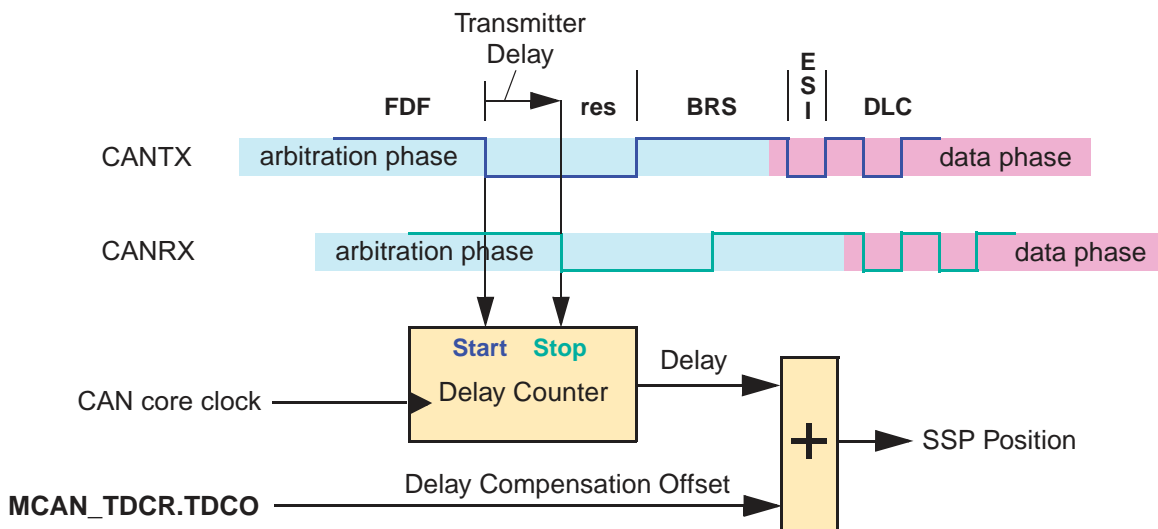 Transmitter
Delay
FDF
res
BRS
ESI
DLC
CANTX
arbitration phase
data phase
CANRX
arbitration phase
data phase
Start
Stop
Delay Counter
Delay
CAN core clock
+
SSP Position
Delay Compensation Offset
MCAN_TDCR.TDCO